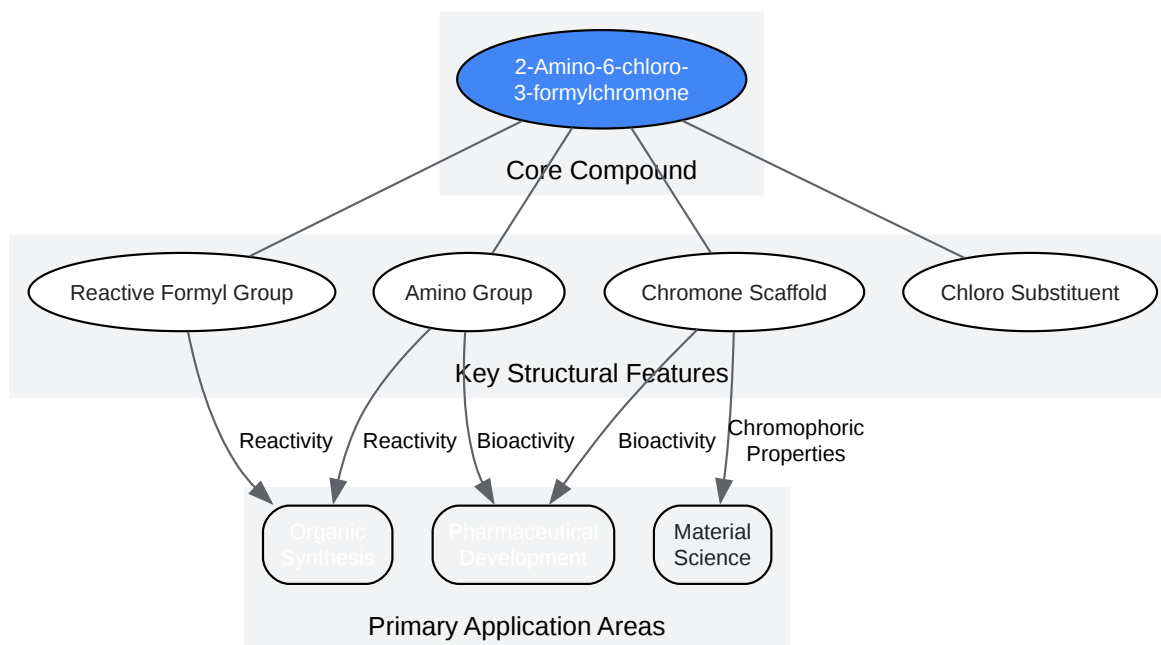 2-Amino-6-chloro-
3-formylchromone
Core Compound
Reactive Formyl Group
Amino Group
Chromone Scaffold
Chloro Substituent
Key Structural Features
Reactivity
Reactivity
Bioactivity
Bioactivity
Chromophoric
Properties
Organic
Synthesis
Pharmaceutical
Development
Material
Science
Primary Application Areas